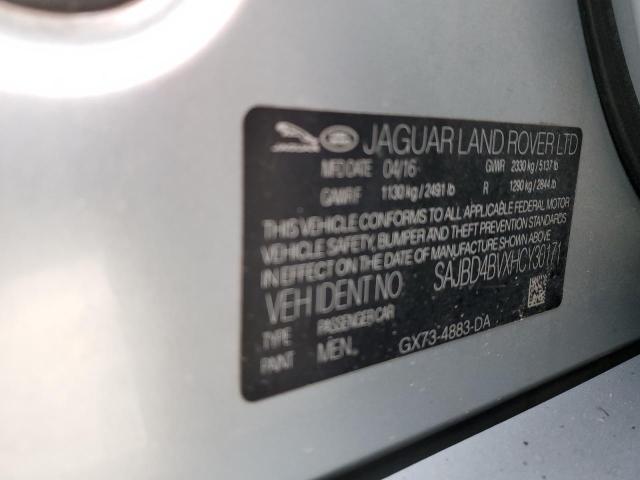 JAGUAR LAND ROVER LTD
MFD DATE 04/16 GVWR 2330 kg / 5137 lb
GAWR F 1130 kg / 2491 lb R 1290 kg / 2844 lb
THIS VEHICLE CONFORMS TO ALL APPLICABLE FEDERAL MOTOR
VEHICLE SAFETY, BUMPER AND THEFT PREVENTION STANDARDS
IN EFFECT ON THE DATE OF MANUFACTURE SHOWN ABOVE.
VEH IDENT NO SAJBD4BVXHCY30171
TYPE PASSENGER CAR
PAINT MEN. GX73-4883-DA